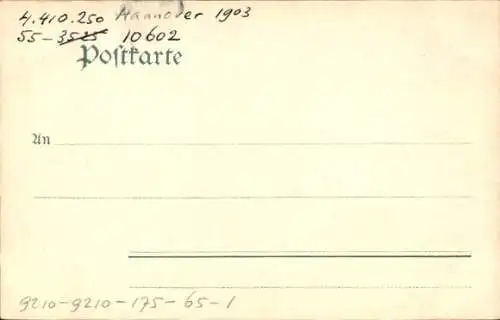 4.410.250 Hannover 1903
55-3525 10602
Postkarte
An
9210-9210-175-65-1